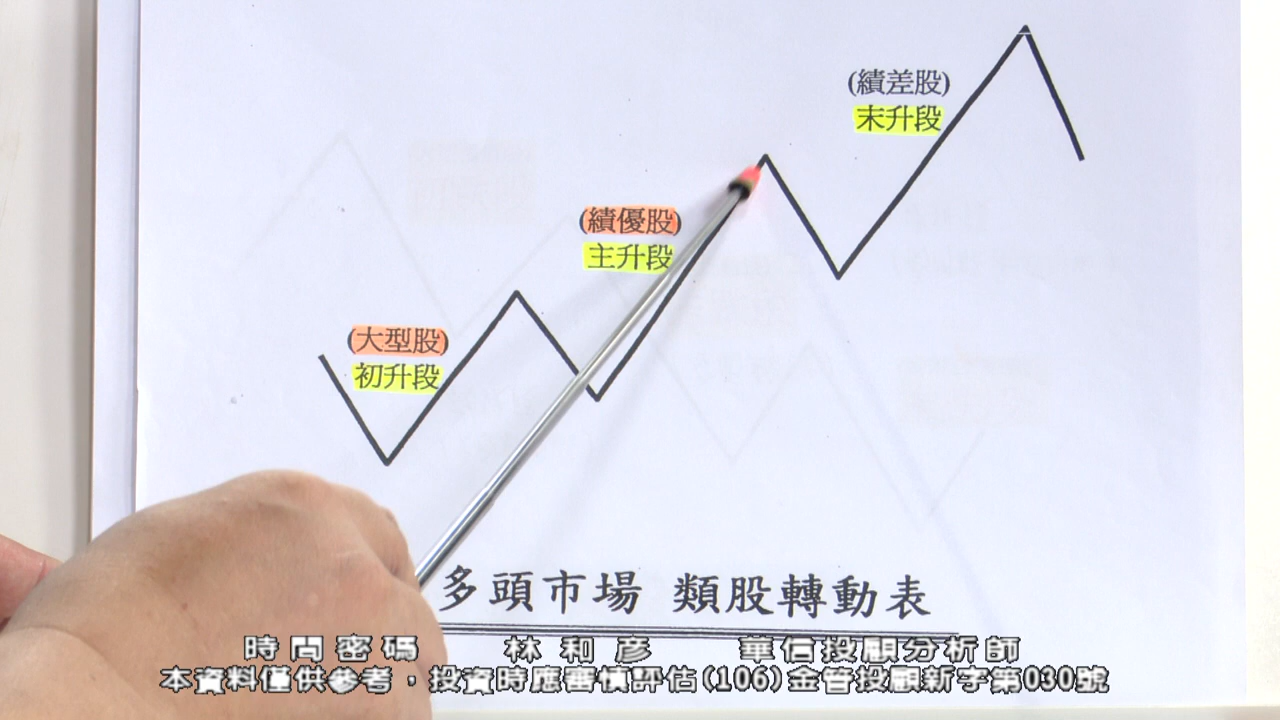 (績差股)
末升段
(績優股)
主升段
(大型股)
初升段
多頭市場 類股轉動表
時間密碼 林和彥 華信投顧分析師
本資料僅供參考，投資時應審慎評估(106)金管投顧新字第030號